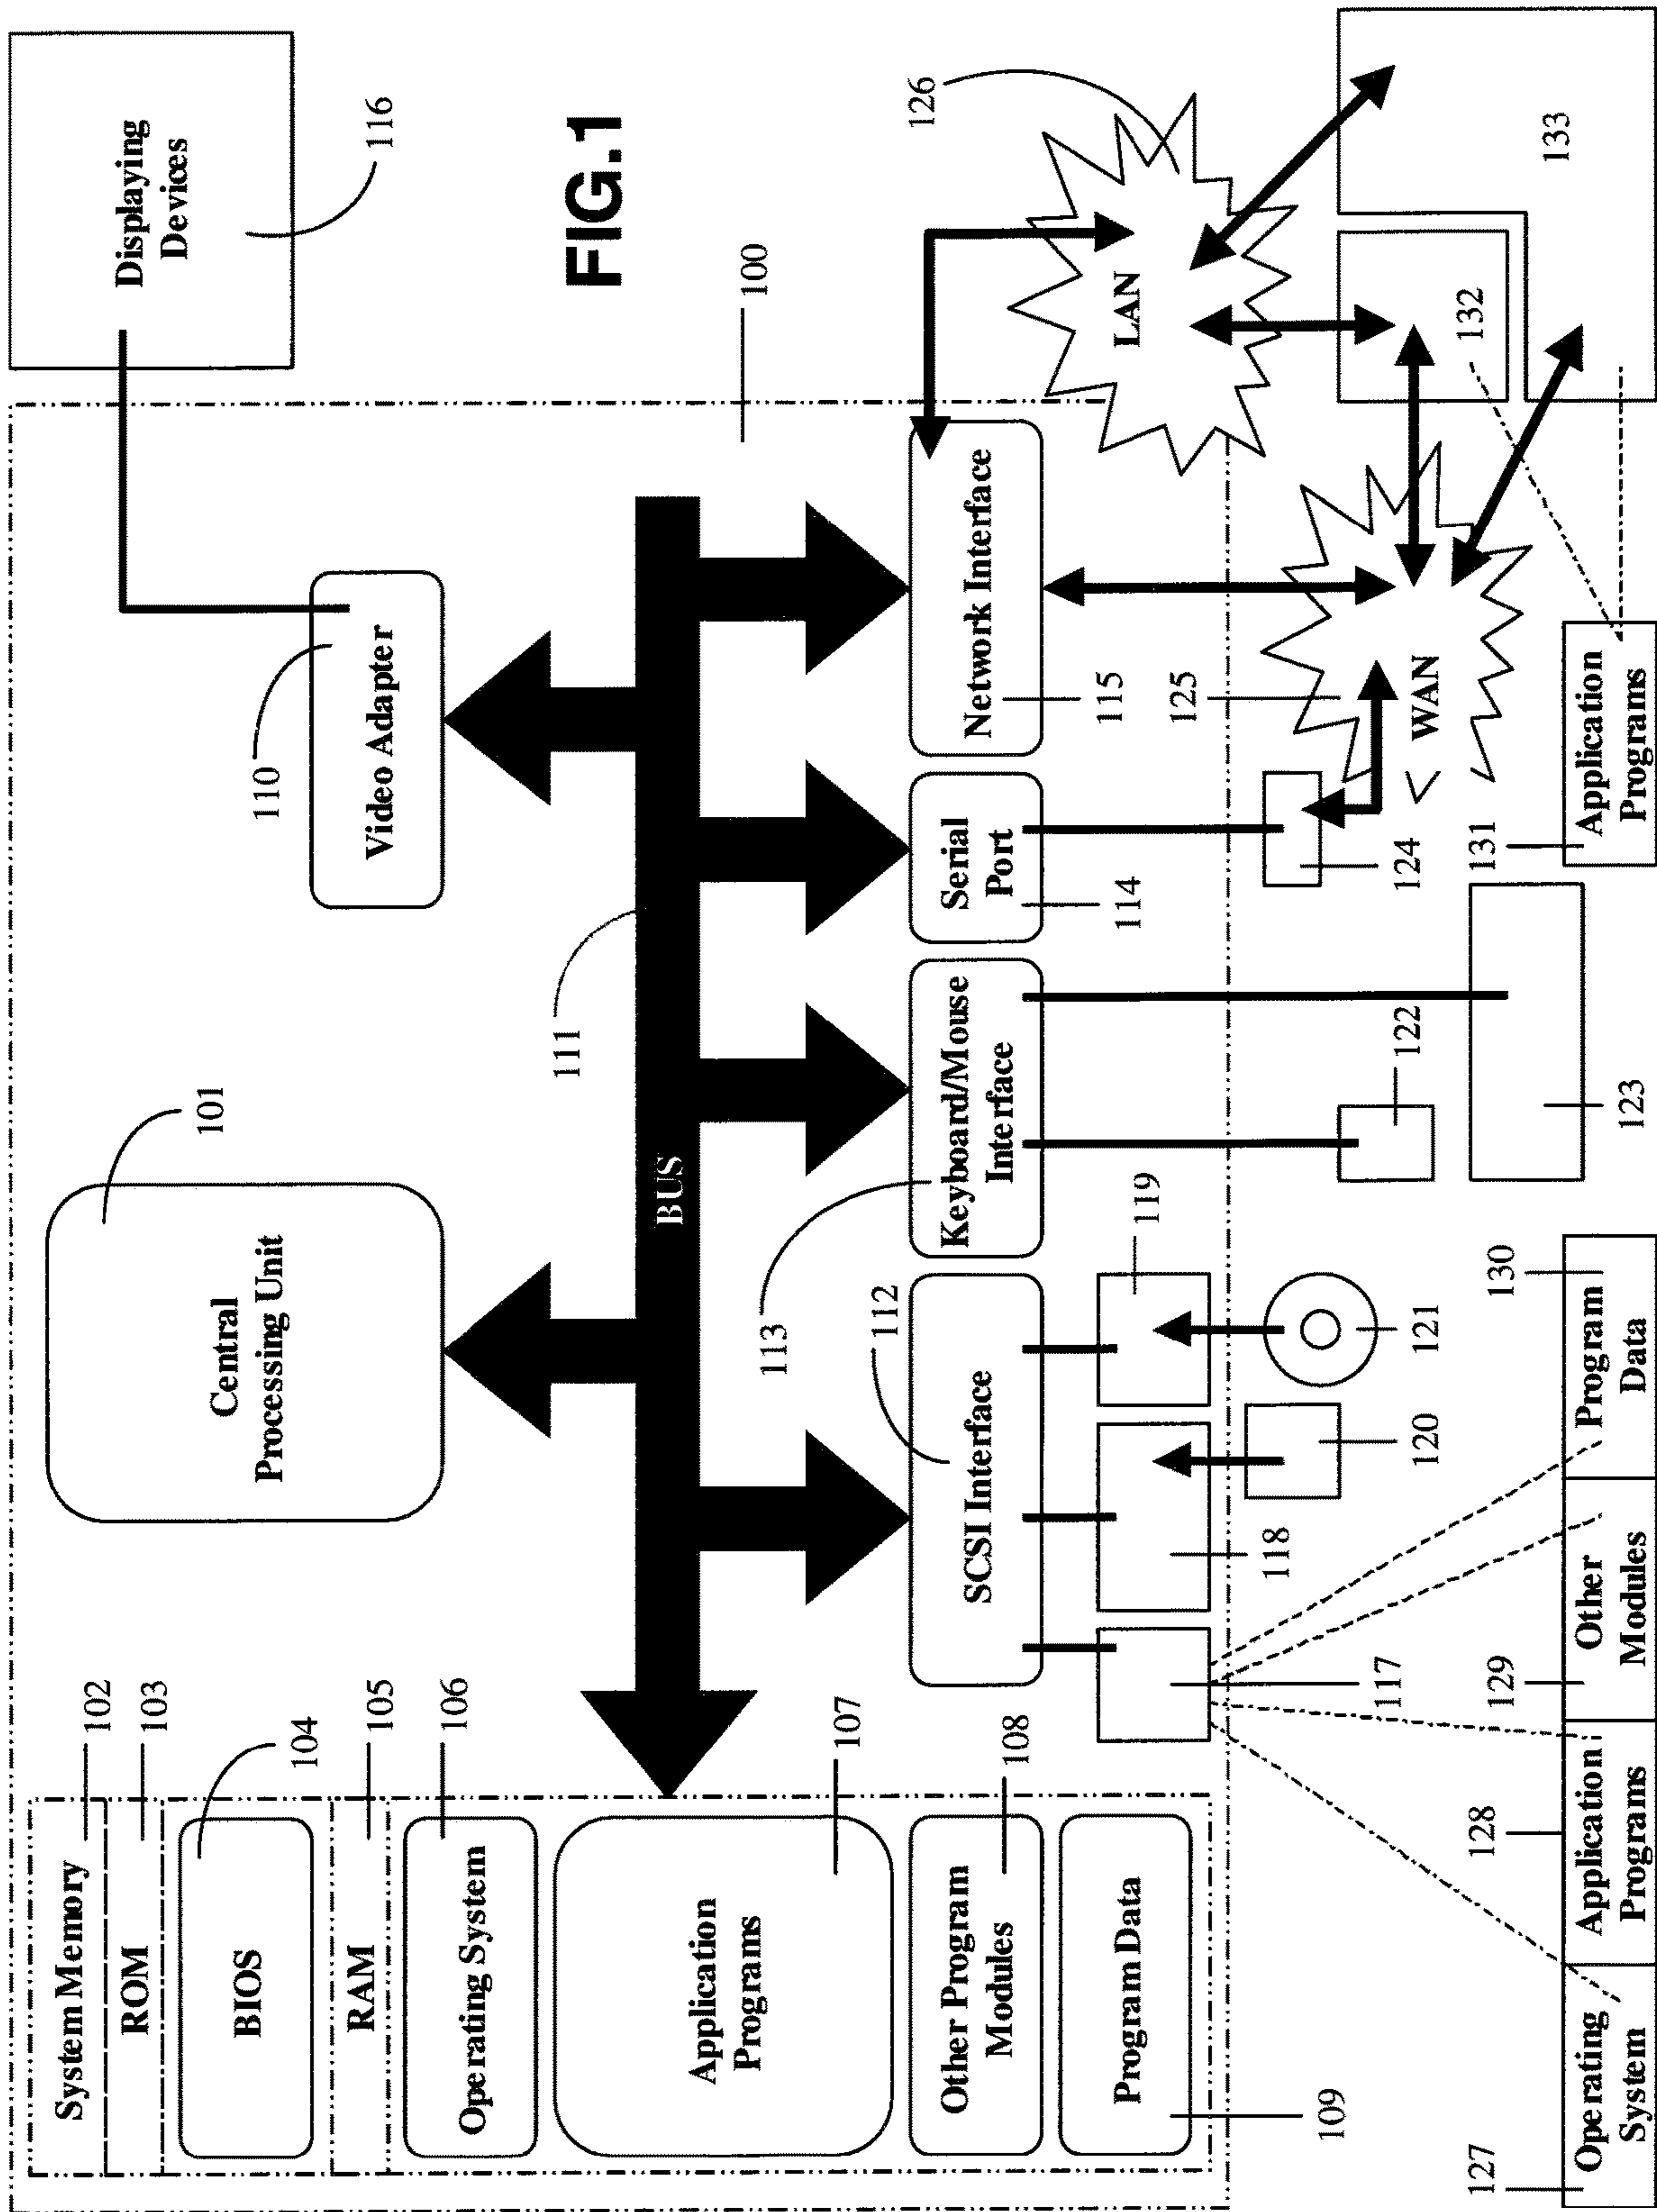 System Memory
102
ROM
103
BIOS
104
RAM
105
Operating System
106
Application
Programs
107
Other Program
Modules
108
Program Data
109
Central
Processing Unit
101
Video Adapter
110
Displaying
Devices
116
BUS
111
FIG.1
100
SCSI Interface
112
Keyboard/Mouse
Interface
113
Serial
Port
114
Network Interface
115
117
118
119
120
121
122
123
124
WAN
125
LAN
126
Operating
System
127
Application
Programs
128
Other
Modules
129
Program
Data
130
Application
Programs
131
132
133